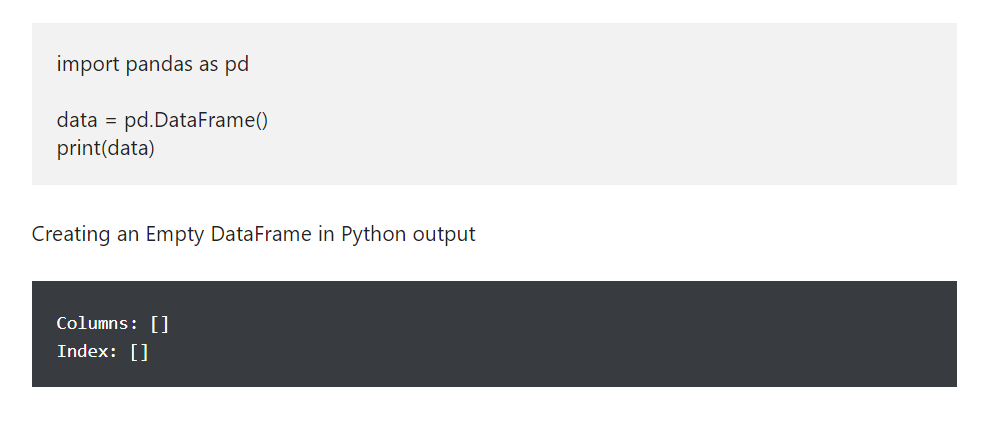 import pandas as pd
data = pd.DataFrame()
print(data)
Creating an Empty DataFrame in Python output
Columns: []
Index: []